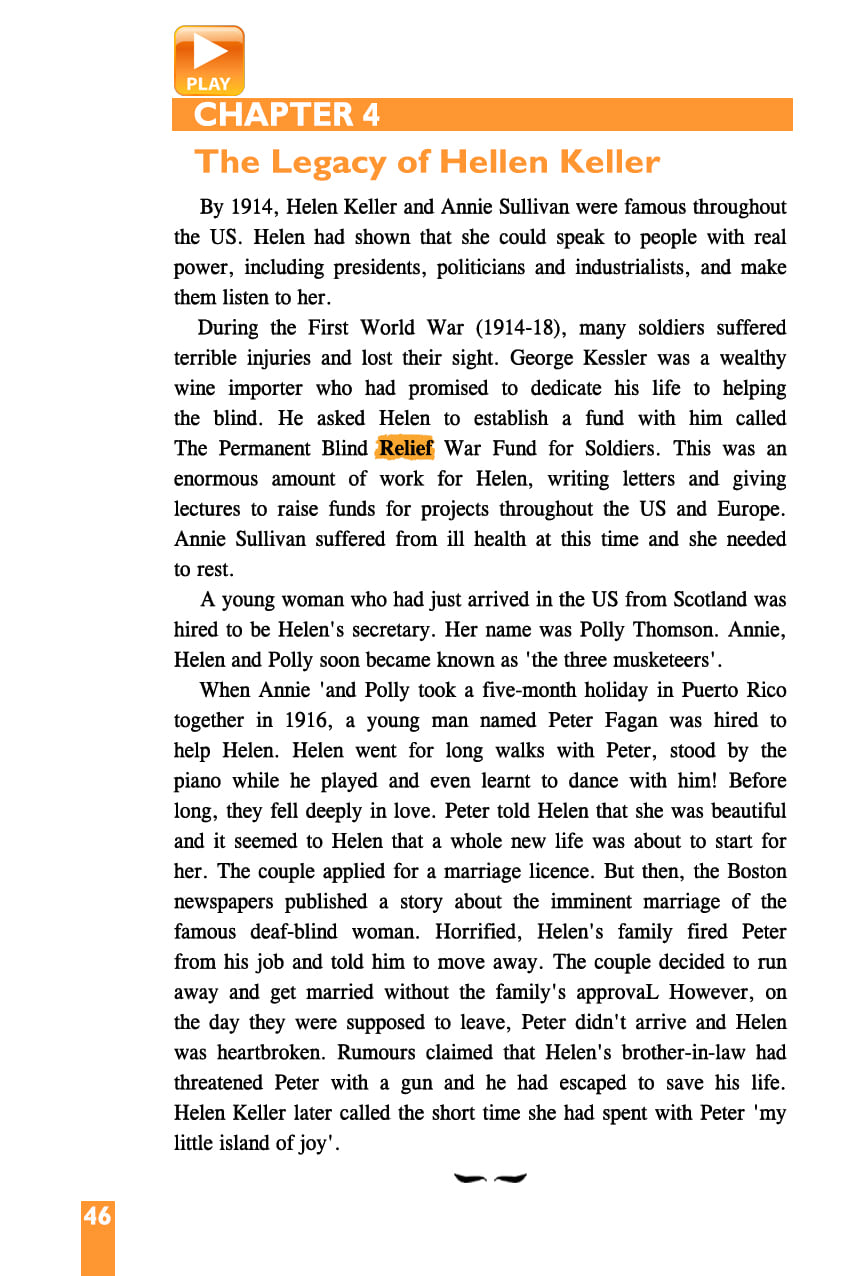 PLAY
CHAPTER 4
The Legacy of Hellen Keller
By 1914, Helen Keller and Annie Sullivan were famous throughout
the US. Helen had shown that she could speak to people with real
power, including presidents, politicians and industrialists, and make
them listen to her.
During the First World War (1914-18), many soldiers suffered
terrible injuries and lost their sight. George Kessler was a wealthy
wine importer who had promised to dedicate his life to helping
the blind. He asked Helen to establish a fund with him called
The Permanent Blind Relief War Fund for Soldiers. This was an
enormous amount of work for Helen, writing letters and giving
lectures to raise funds for projects throughout the US and Europe.
Annie Sullivan suffered from ill health at this time and she needed
to rest.
A young woman who had just arrived in the US from Scotland was
hired to be Helen's secretary. Her name was Polly Thomson. Annie,
Helen and Polly soon became known as 'the three musketeers'.
When Annie 'and Polly took a five-month holiday in Puerto Rico
together in 1916, a young man named Peter Fagan was hired to
help Helen. Helen went for long walks with Peter, stood by the
piano while he played and even learnt to dance with him! Before
long, they fell deeply in love. Peter told Helen that she was beautiful
and it seemed to Helen that a whole new life was about to start for
her. The couple applied for a marriage licence. But then, the Boston
newspapers published a story about the imminent marriage of the
famous deaf-blind woman. Horrified, Helen's family fired Peter
from his job and told him to move away. The couple decided to run
away and get married without the family's approvaL However, on
the day they were supposed to leave, Peter didn't arrive and Helen
was heartbroken. Rumours claimed that Helen's brother-in-law had
threatened Peter with a gun and he had escaped to save his life.
Helen Keller later called the short time she had spent with Peter 'my
little island of joy'.
46